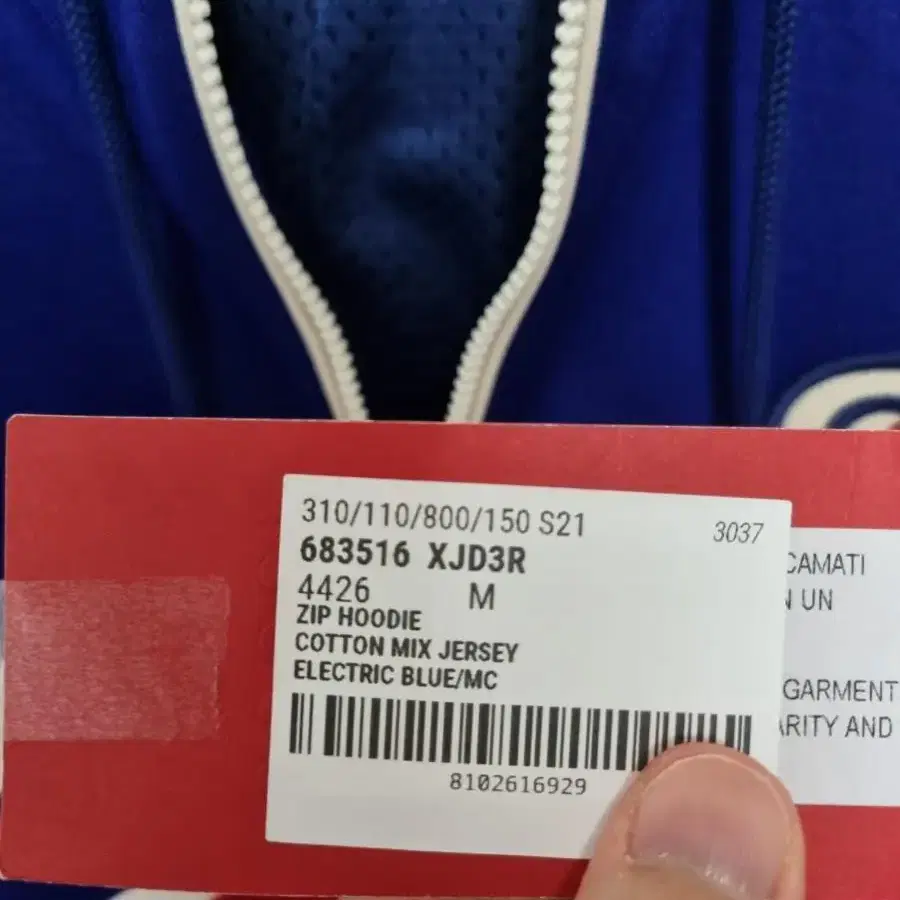 310/110/800/150 S21
3037
683516 XJD3R
4426 M
ZIP HOODIE
COTTON MIX JERSEY
ELECTRIC BLUE/MC
8102616929
CAMATI
UN
GARMENT
ARITY AND